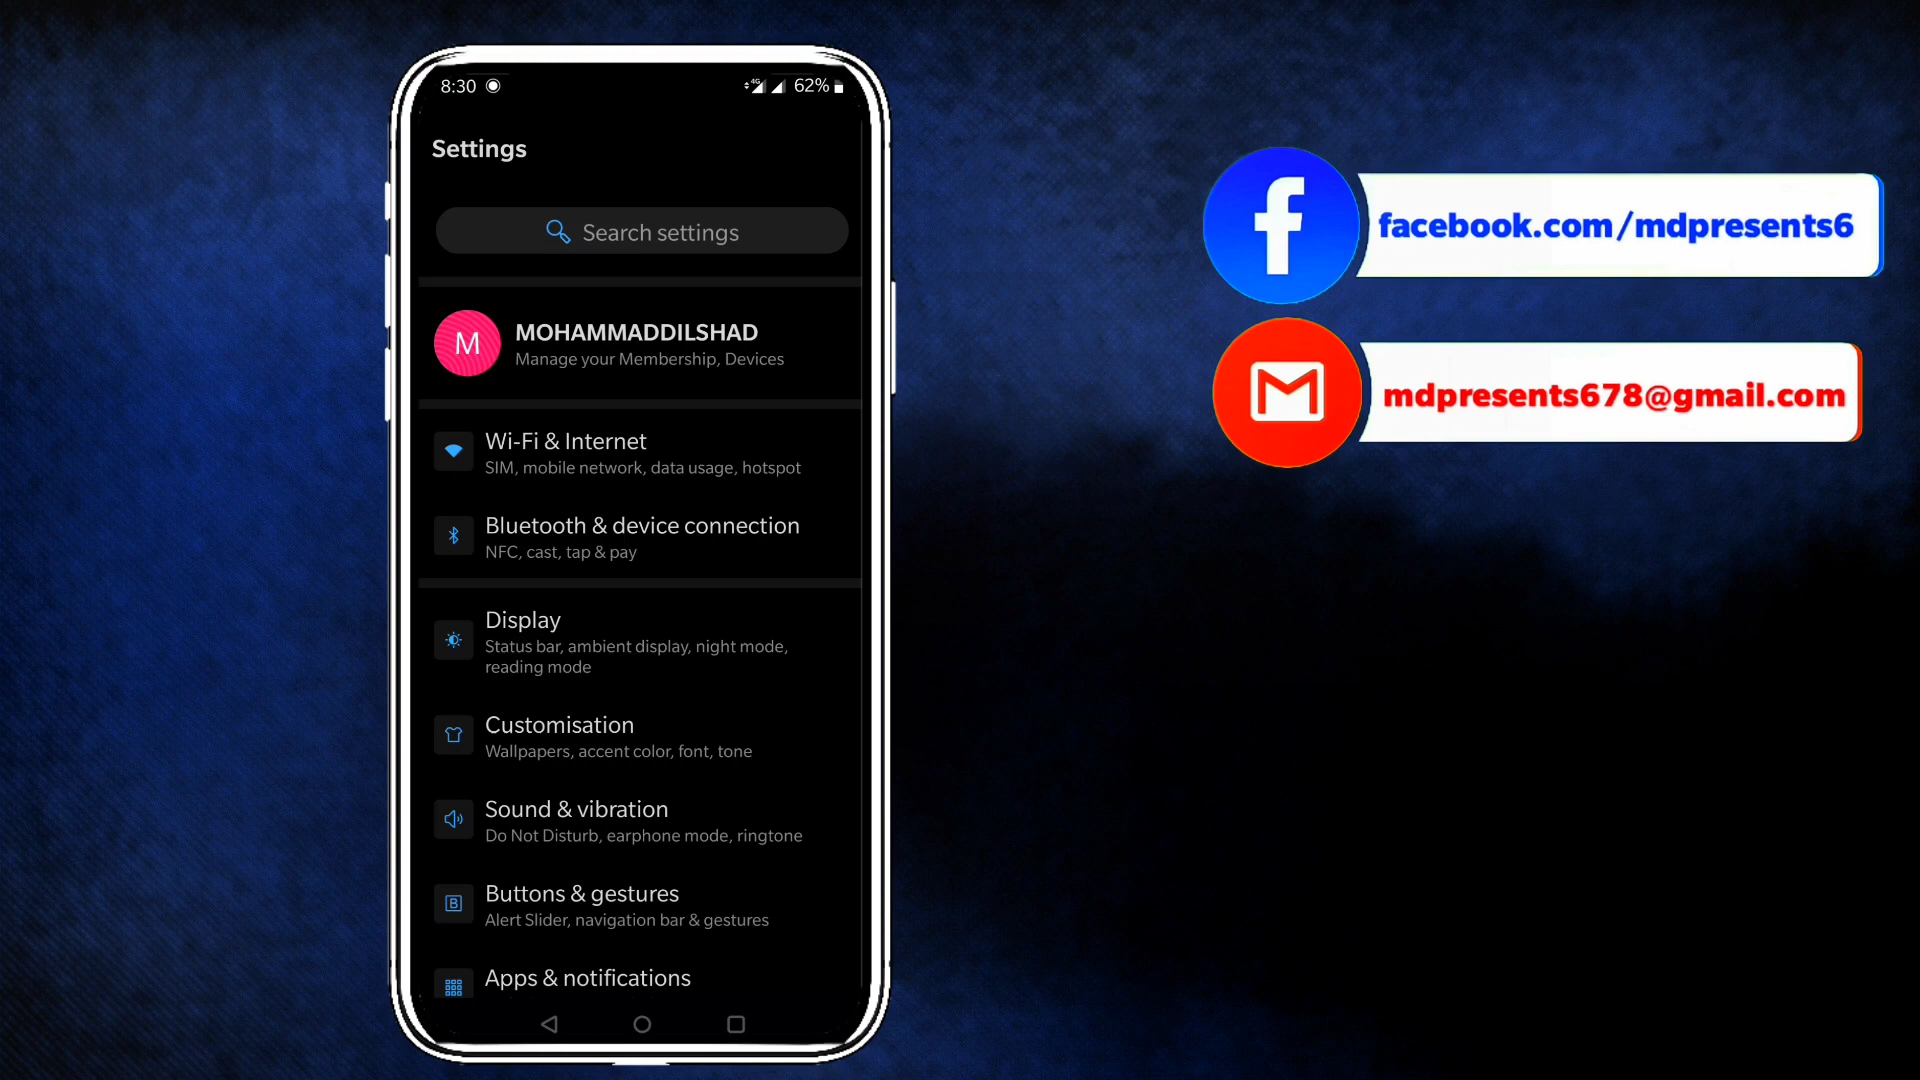 8:30
4G 62%
Settings
Search settings
M
MOHAMMADDILSHAD
Manage your Membership, Devices
Wi-Fi & Internet
SIM, mobile network, data usage, hotspot
Bluetooth & device connection
NFC, cast, tap & pay
Display
Status bar, ambient display, night mode,
reading mode
Customisation
Wallpapers, accent color, font, tone
Sound & vibration
Do Not Disturb, earphone mode, ringtone
B
Buttons & gestures
Alert Slider, navigation bar & gestures
Apps & notifications
f
facebook.com/mdpresents6
M
mdpresents678@gmail.com